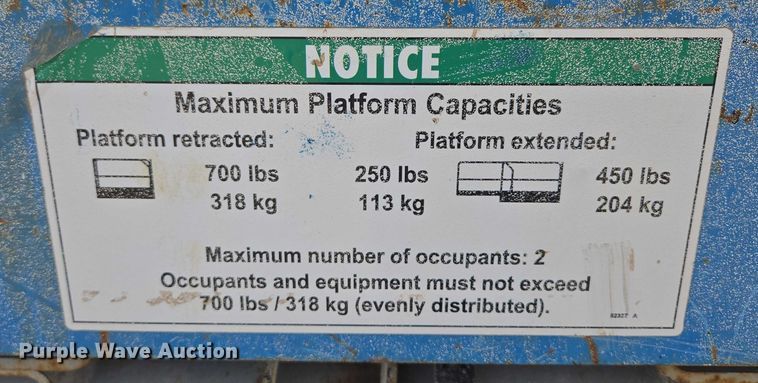 NOTICE
Maximum Platform Capacities
Platform retracted: Platform extended:
700 lbs 250 lbs 450 lbs
318 kg 113 kg 204 kg
Maximum number of occupants: 2
Occupants and equipment must not exceed
700 lbs / 318 kg (evenly distributed).
82327 A
Purple Wave Auction